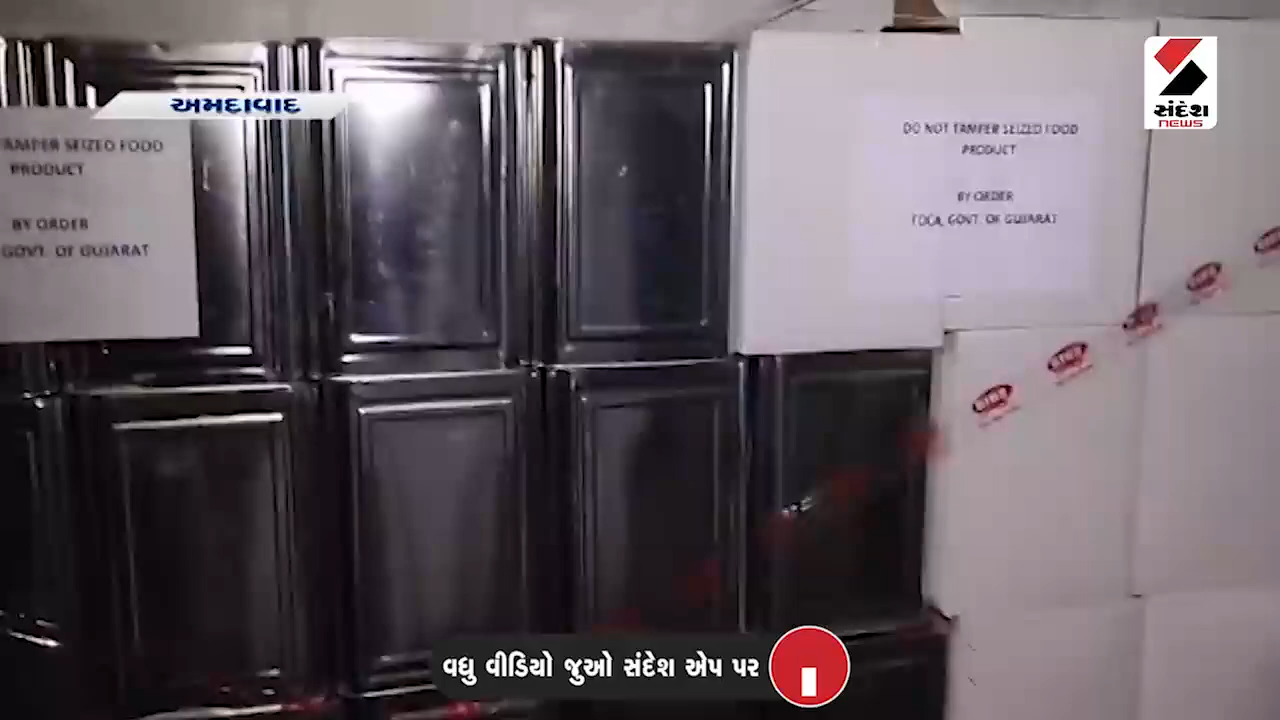 અમદાવાદ
સંદેશ
NEWS
TAMPER SEIZED FOOD
PRODUCT
BY ORDER
GOVT. OF GUJARAT
DO NOT TAMPER SEIZED FOOD
PRODUCT
BY ORDER
FDCA, GOVT. OF GUJARAT
વધુ વીડિયો જુઓ સંદેશ એપ પર